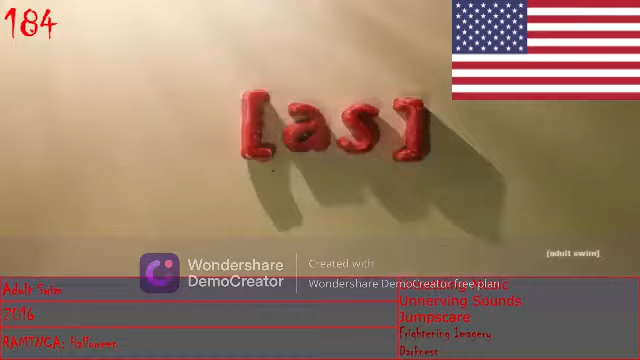 184
[as]
[adult swim]
Wondershare
DemoCreator
Created with
Wondershare DemoCreator free plan
Adult Swim
2016
Unnerving Sounds
Jumpscare
Frightening Imagery
Darkness
Halloween